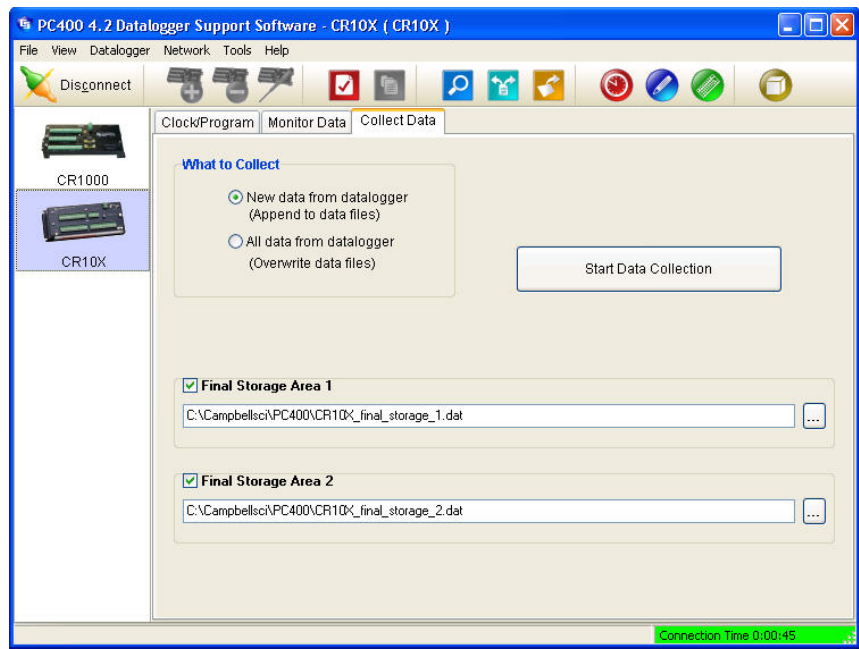 PC400 4.2 Datalogger Support Software - CR10X ( CR10X )
File View Datalogger Network Tools Help
Disconnect
Clock/Program Monitor Data Collect Data
CR1000
CR10X
What to Collect
New data from datalogger
(Append to data files)
All data from datalogger
(Overwrite data files)
Start Data Collection
Final Storage Area 1
C:\Campbellsci\PC400\CR10X_final_storage_1.dat
...
Final Storage Area 2
C:\Campbellsci\PC400\CR10X_final_storage_2.dat
...
Connection Time 0:00:45